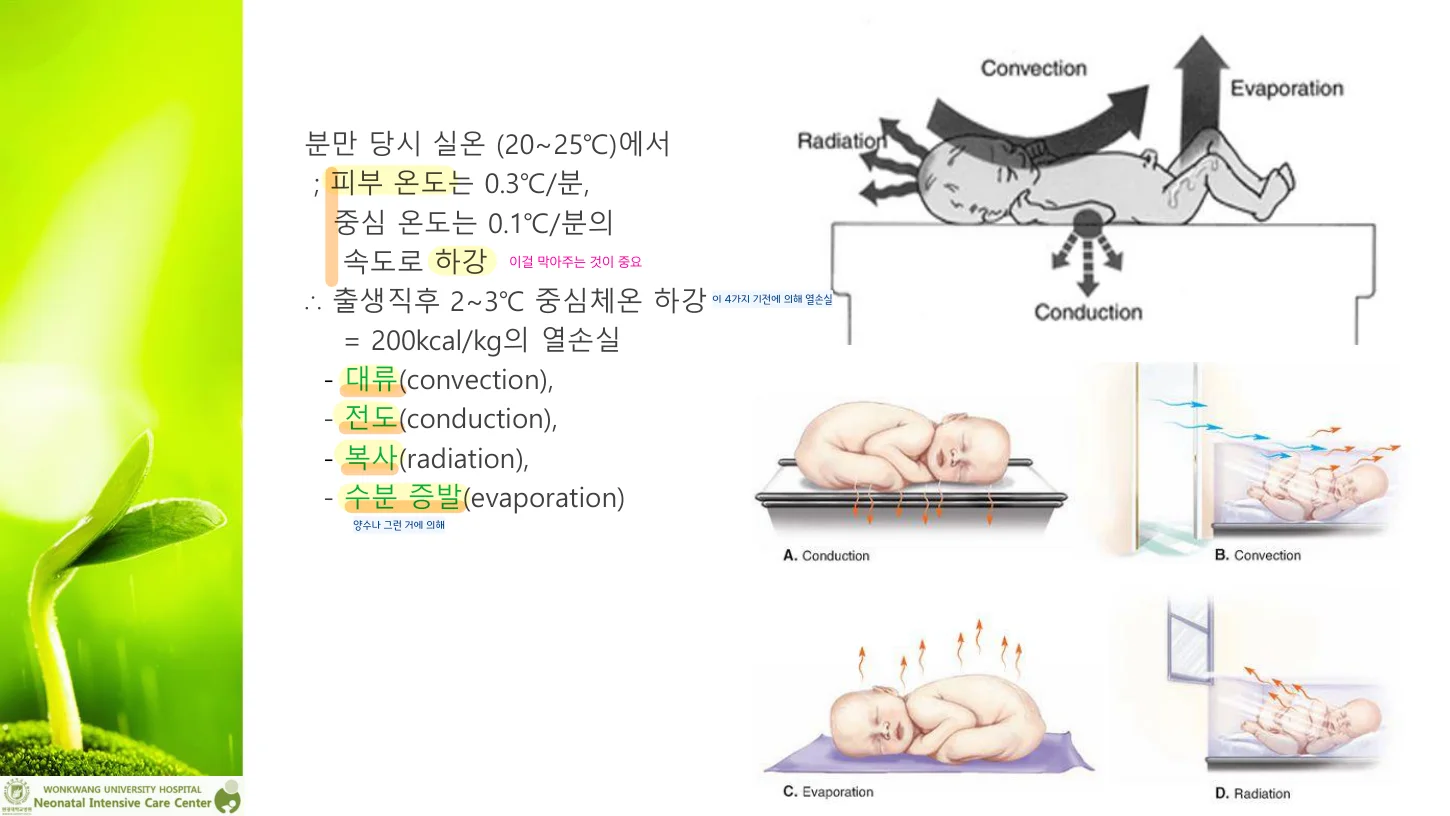 분만 당시 실온 (20~25℃)에서
; 피부 온도는 0.3℃/분,
중심 온도는 0.1℃/분의
속도로 하강 이걸 막아주는 것이 중요
∴ 출생직후 2~3℃ 중심체온 하강 이 4가지 기전에 의해 열손실
= 200kcal/kg의 열손실
- 대류(convection),
- 전도(conduction),
- 복사(radiation),
- 수분 증발(evaporation)
양수나 그런 거에 의해
Convection
Evaporation
Radiation
Conduction
A. Conduction
B. Convection
C. Evaporation
D. Radiation
WONKWANG UNIVERSITY HOSPITAL
Neonatal Intensive Care Center